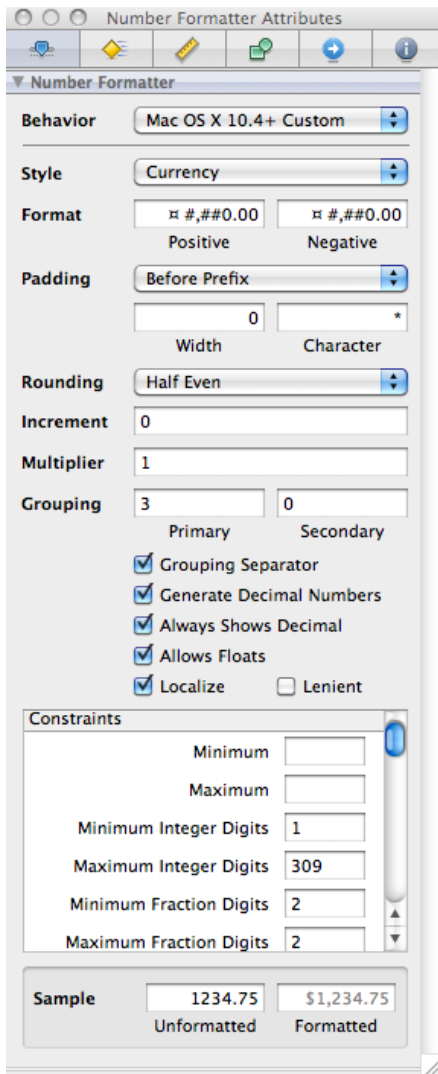 Number Formatter Attributes
Number Formatter
Behavior Mac OS X 10.4+ Custom
Style Currency
Format ¤ #,##0.00 ¤ #,##0.00
Positive Negative
Padding Before Prefix
0 *
Width Character
Rounding Half Even
Increment 0
Multiplier 1
Grouping 3 0
Primary Secondary
Grouping Separator
Generate Decimal Numbers
Always Shows Decimal
Allows Floats
Localize Lenient
Constraints
Minimum
Maximum
Minimum Integer Digits 1
Maximum Integer Digits 309
Minimum Fraction Digits 2
Maximum Fraction Digits 2
Sample 1234.75 $1,234.75
Unformatted Formatted